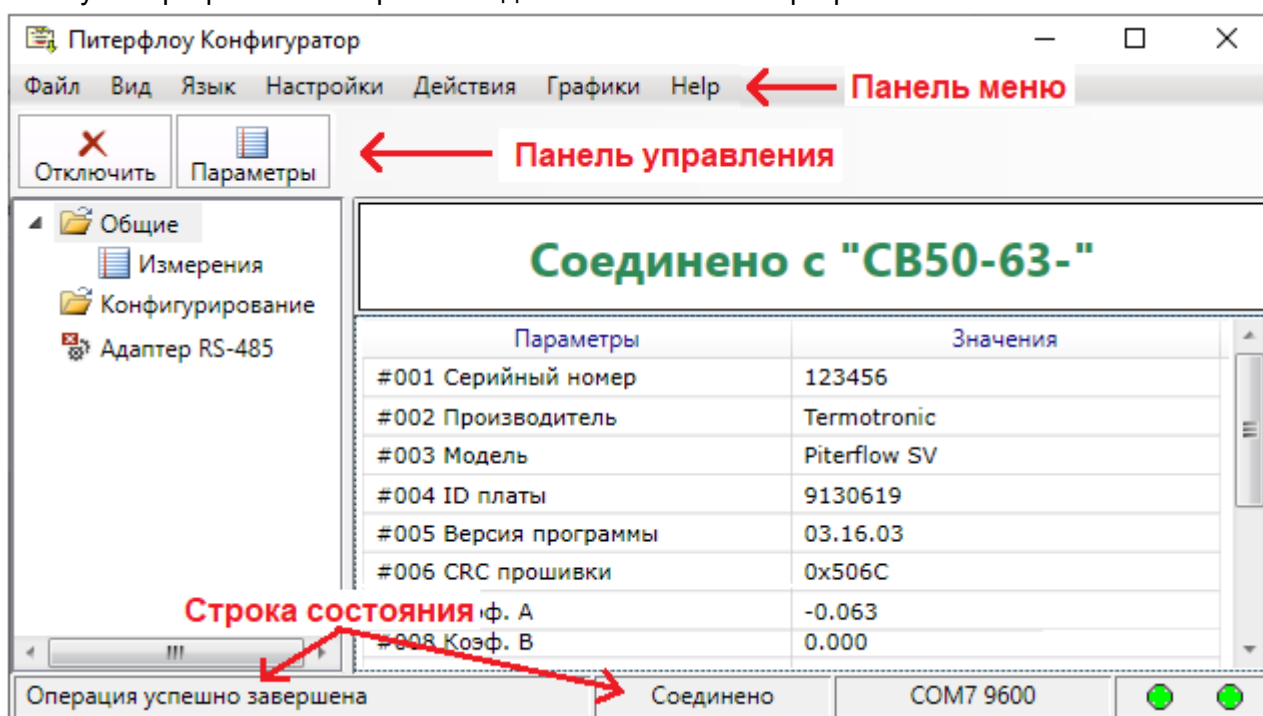 Питерфлоу Конфигуратор
Файл Вид Язык Настройки Действия Графики Help
Панель меню
Отключить Параметры
Панель управления
Общие
Измерения
Конфигурирование
Адаптер RS-485
Соединено с "СВ50-63-"
Параметры Значения
#001 Серийный номер 123456
#002 Производитель Termotronic
#003 Модель Piterflow SV
#004 ID платы 9130619
#005 Версия программы 03.16.03
#006 CRC прошивки 0x506C
ф. A -0.063
#008 Коэф. B 0.000
Строка состояния
Операция успешно завершена Соединено COM7 9600